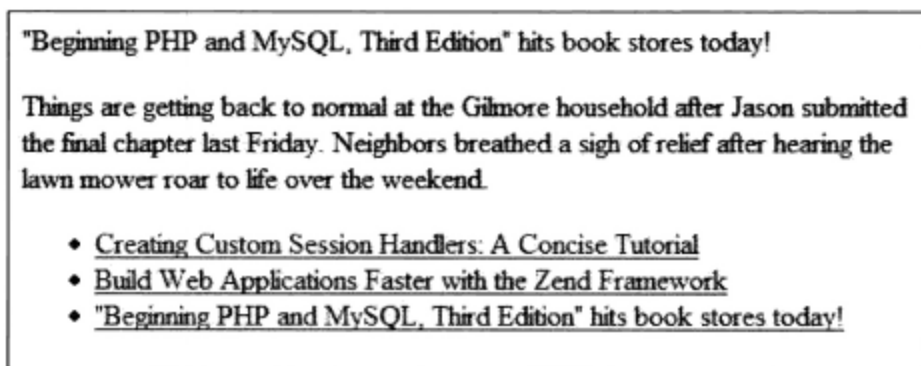 "Beginning PHP and MySQL, Third Edition" hits book stores today!
Things are getting back to normal at the Gilmore household after Jason submitted
the final chapter last Friday. Neighbors breathed a sigh of relief after hearing the
lawn mower roar to life over the weekend.
• Creating Custom Session Handlers: A Concise Tutorial
• Build Web Applications Faster with the Zend Framework
• "Beginning PHP and MySQL, Third Edition" hits book stores today!